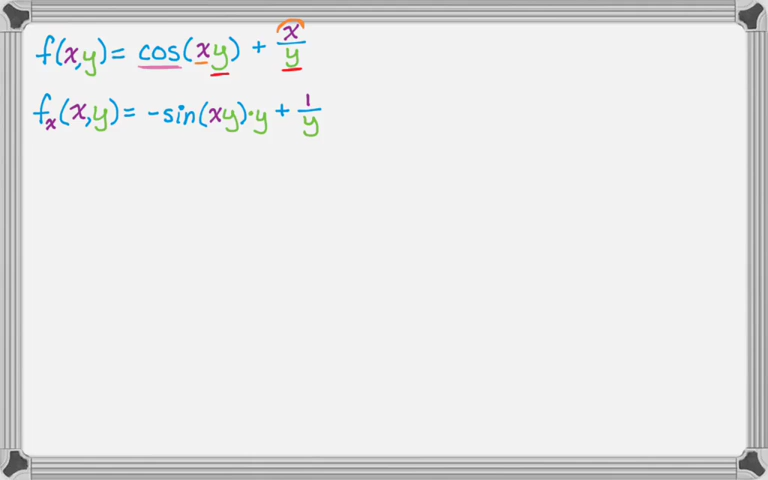 f(x,y) = cos(xy) + x/y
fₓ(x,y) = -sin(xy)·y + 1/y